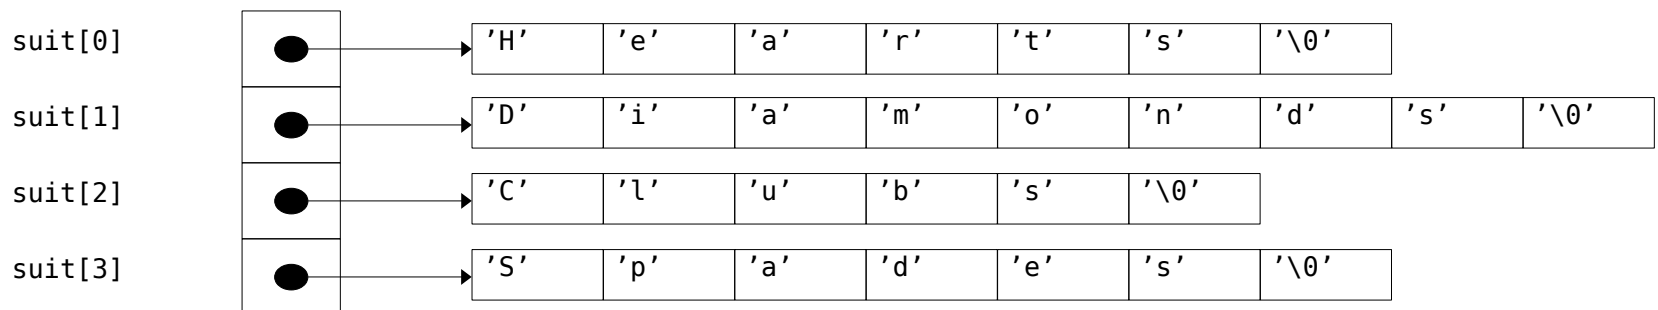 suit[0] ’H’ ’e’ ’a’ ’r’ ’t’ ’s’ ’\0’
suit[1] ’D’ ’i’ ’a’ ’m’ ’o’ ’n’ ’d’ ’s’ ’\0’
suit[2] ’C’ ’l’ ’u’ ’b’ ’s’ ’\0’
suit[3] ’S’ ’p’ ’a’ ’d’ ’e’ ’s’ ’\0’